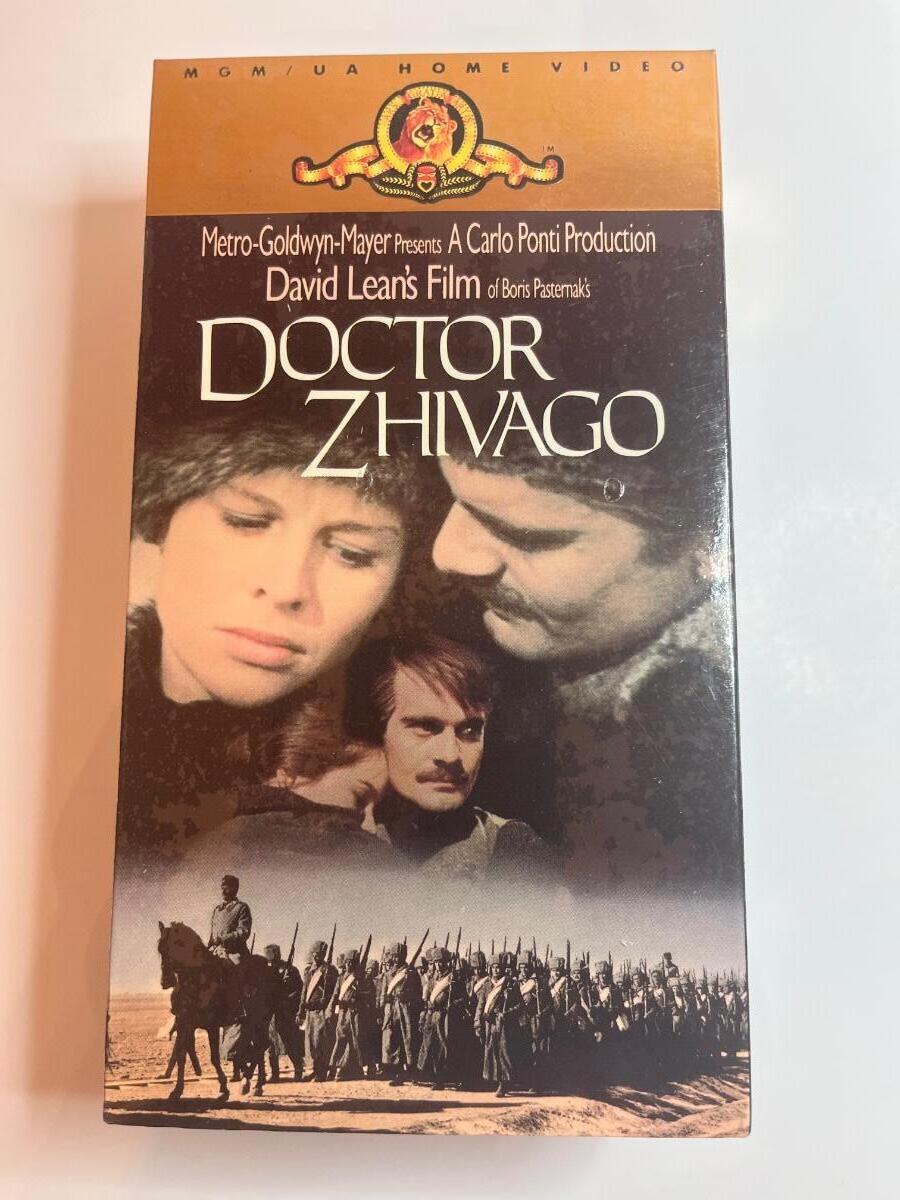 MGM/UA HOME VIDEO
TM
Metro-Goldwyn-Mayer Presents A Carlo Ponti Production
David Lean's Film of Boris Pasternak's
DOCTOR
ZHIVAGO